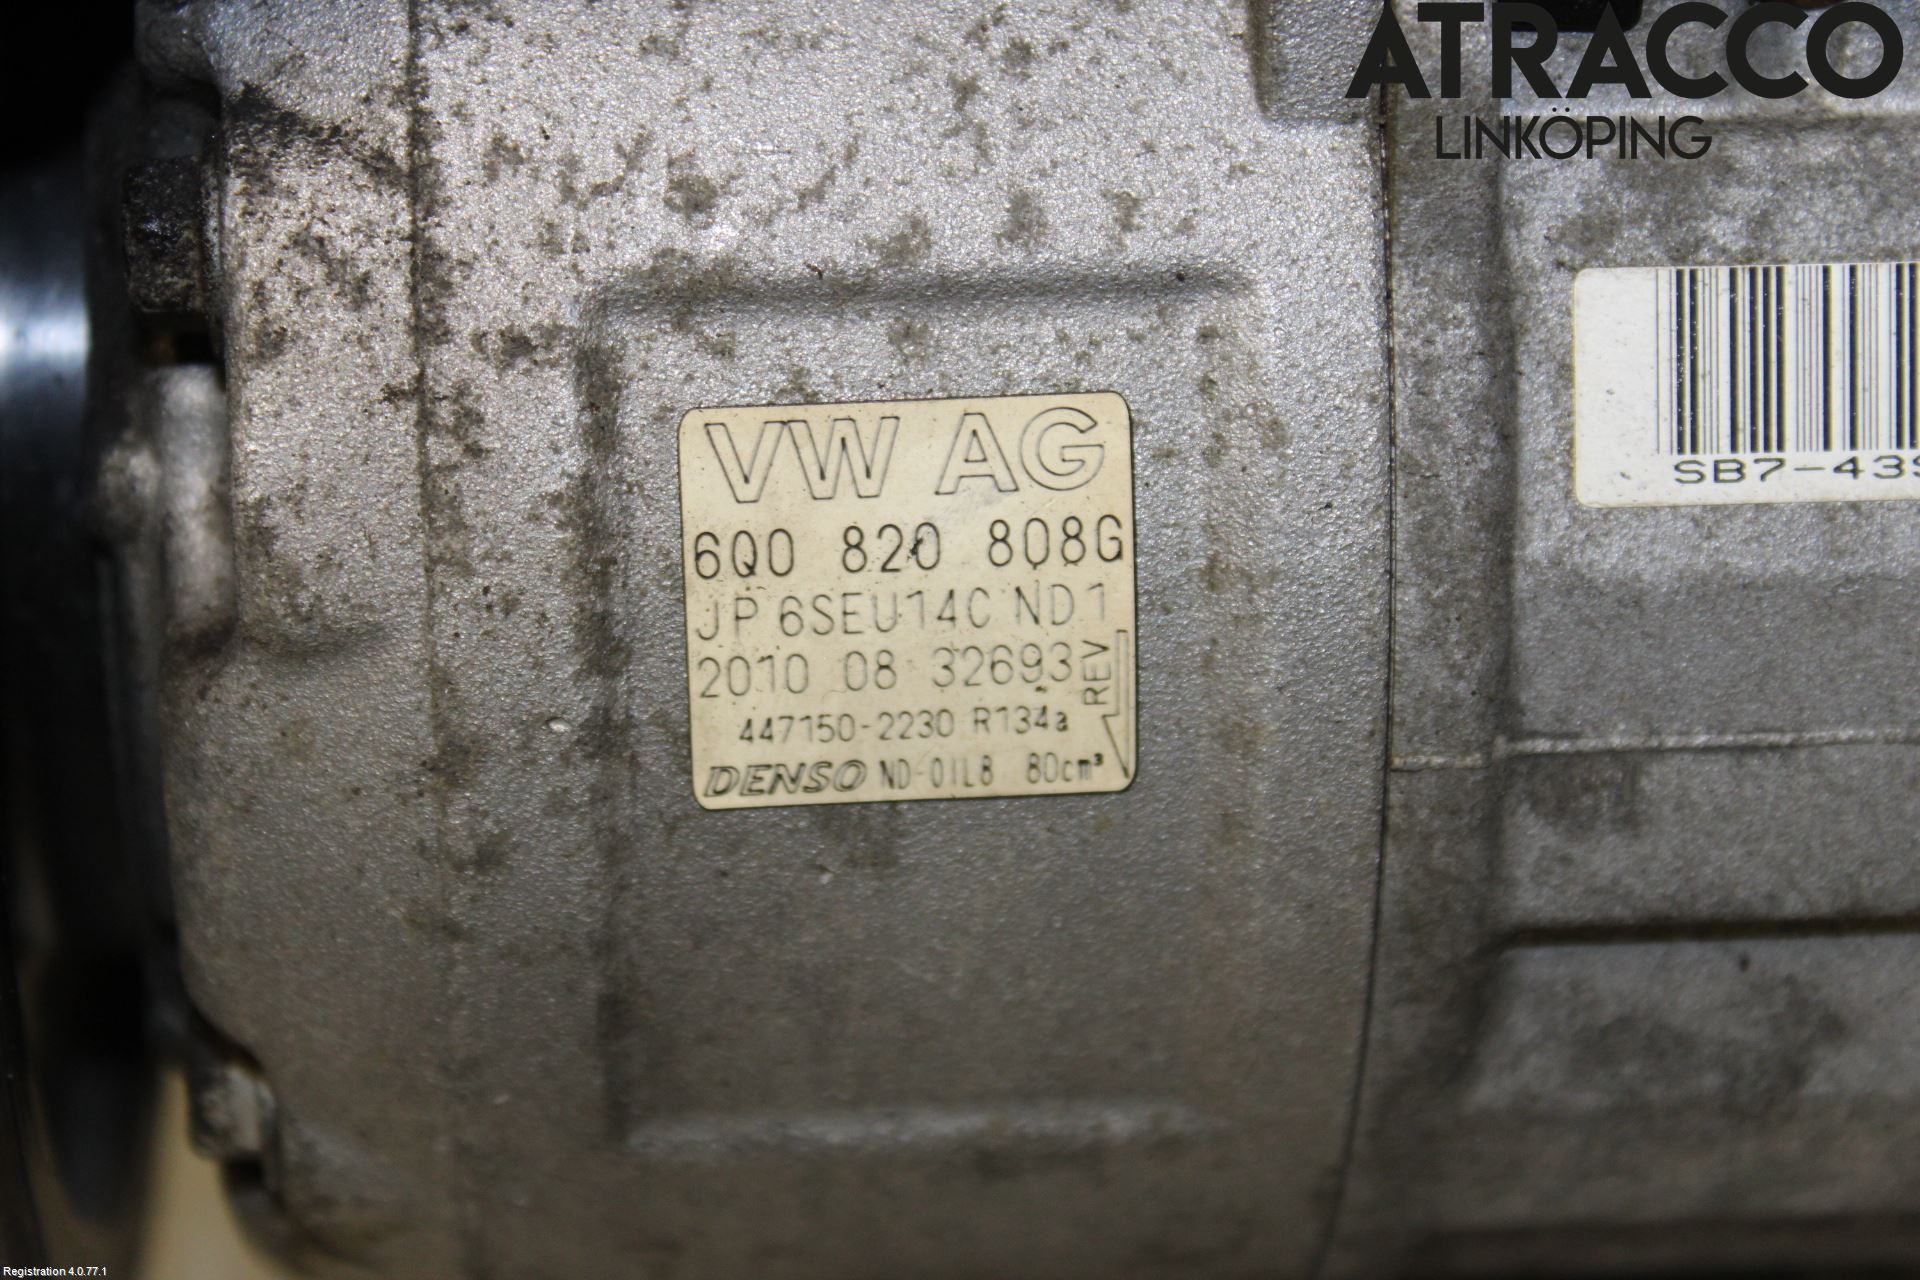 ATRACCO
LINKÖPING
VW AG
6Q0 820 808G
JP 6SEU14C ND1
2010 08 32693
REV
447150-2230 R134a
DENSO ND-OIL8 80cm³
SB7-439
Registration 4.0.77.1